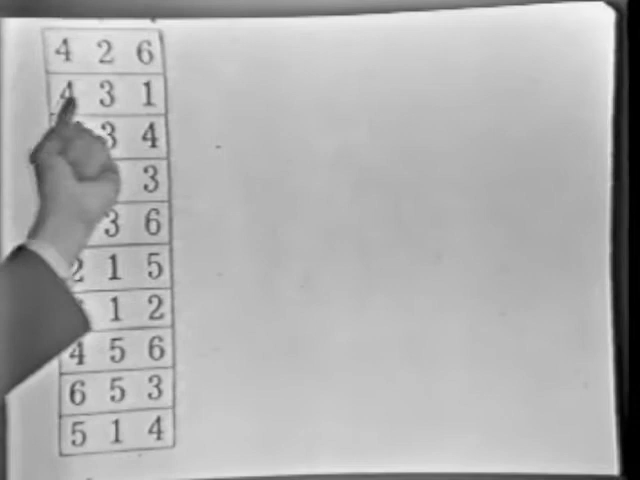 4 2 6
4 3 1
3 4
3
3 6
2 1 5
1 2
4 5 6
6 5 3
5 1 4